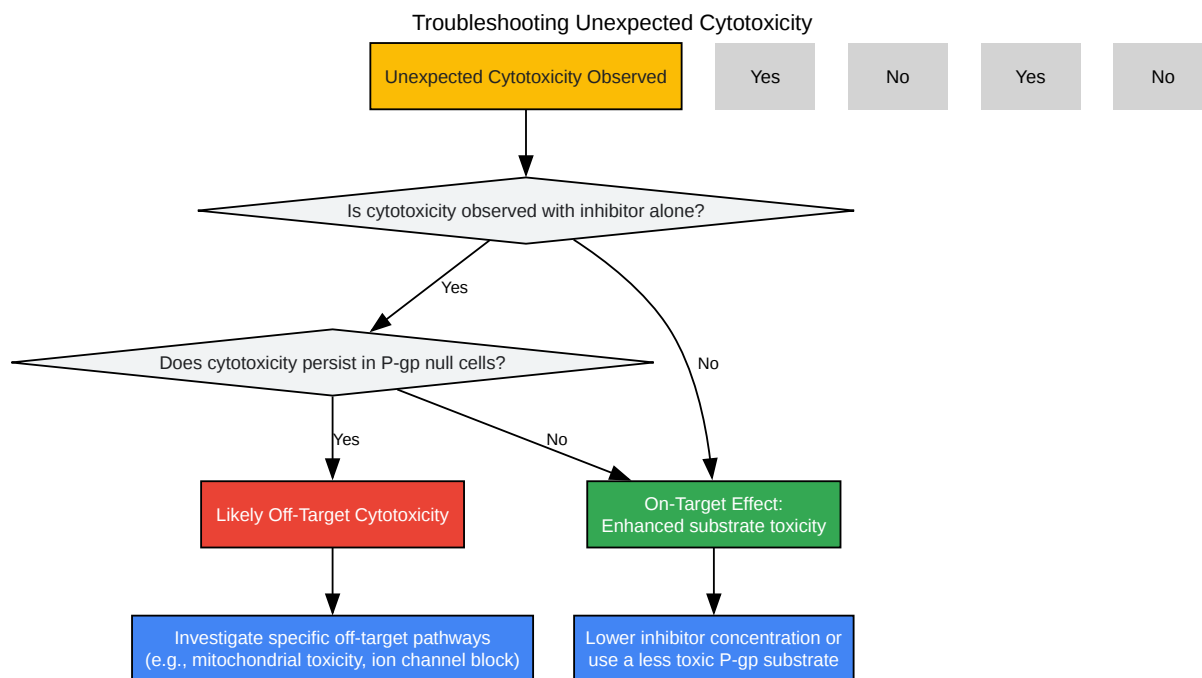 Troubleshooting Unexpected Cytotoxicity
Unexpected Cytotoxicity Observed
Yes
No
Yes
No
Is cytotoxicity observed with inhibitor alone?
Yes
Does cytotoxicity persist in P-gp null cells?
No
Yes
No
Likely Off-Target Cytotoxicity
On-Target Effect:
Enhanced substrate toxicity
Investigate specific off-target pathways
(e.g., mitochondrial toxicity, ion channel block)
Lower inhibitor concentration or
use a less toxic P-gp substrate